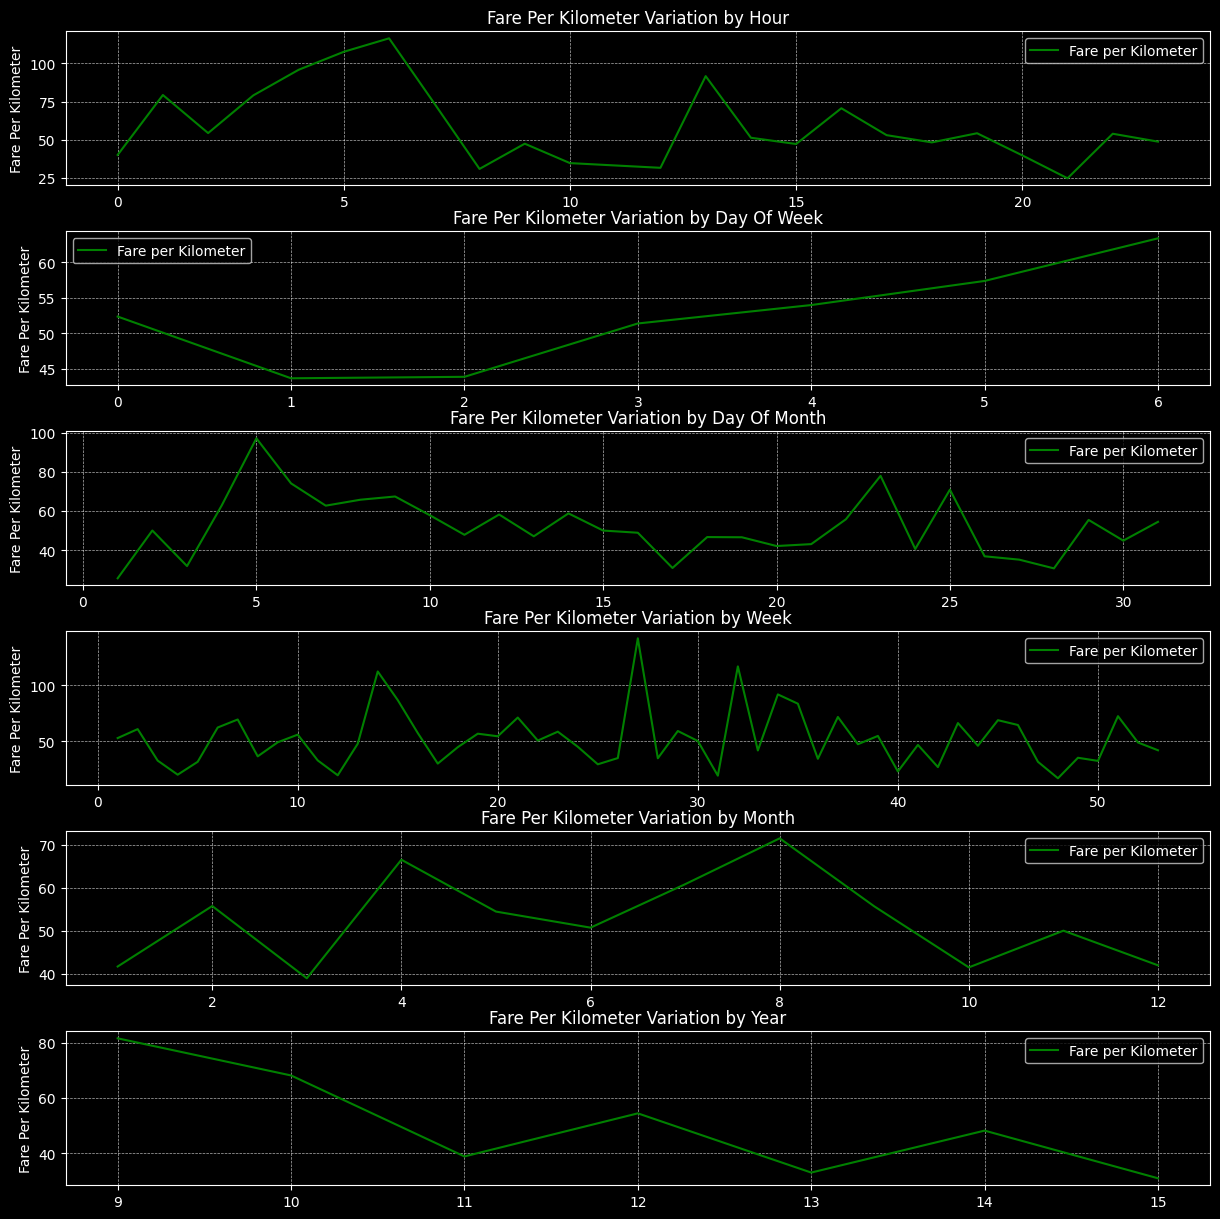 Fare Per Kilometer Variation by Hour
Fare Per Kilometer
100
75
50
25
Fare per Kilometer
0 5 10 15 20
Fare Per Kilometer Variation by Day Of Week
Fare Per Kilometer
60
55
50
45
Fare per Kilometer
0 1 2 3 4 5 6
Fare Per Kilometer Variation by Day Of Month
Fare Per Kilometer
100
80
60
40
Fare per Kilometer
0 5 10 15 20 25 30
Fare Per Kilometer Variation by Week
Fare Per Kilometer
100
50
Fare per Kilometer
0 10 20 30 40 50
Fare Per Kilometer Variation by Month
Fare Per Kilometer
70
60
50
40
Fare per Kilometer
2 4 6 8 10 12
Fare Per Kilometer Variation by Year
Fare Per Kilometer
80
60
40
Fare per Kilometer
9 10 11 12 13 14 15